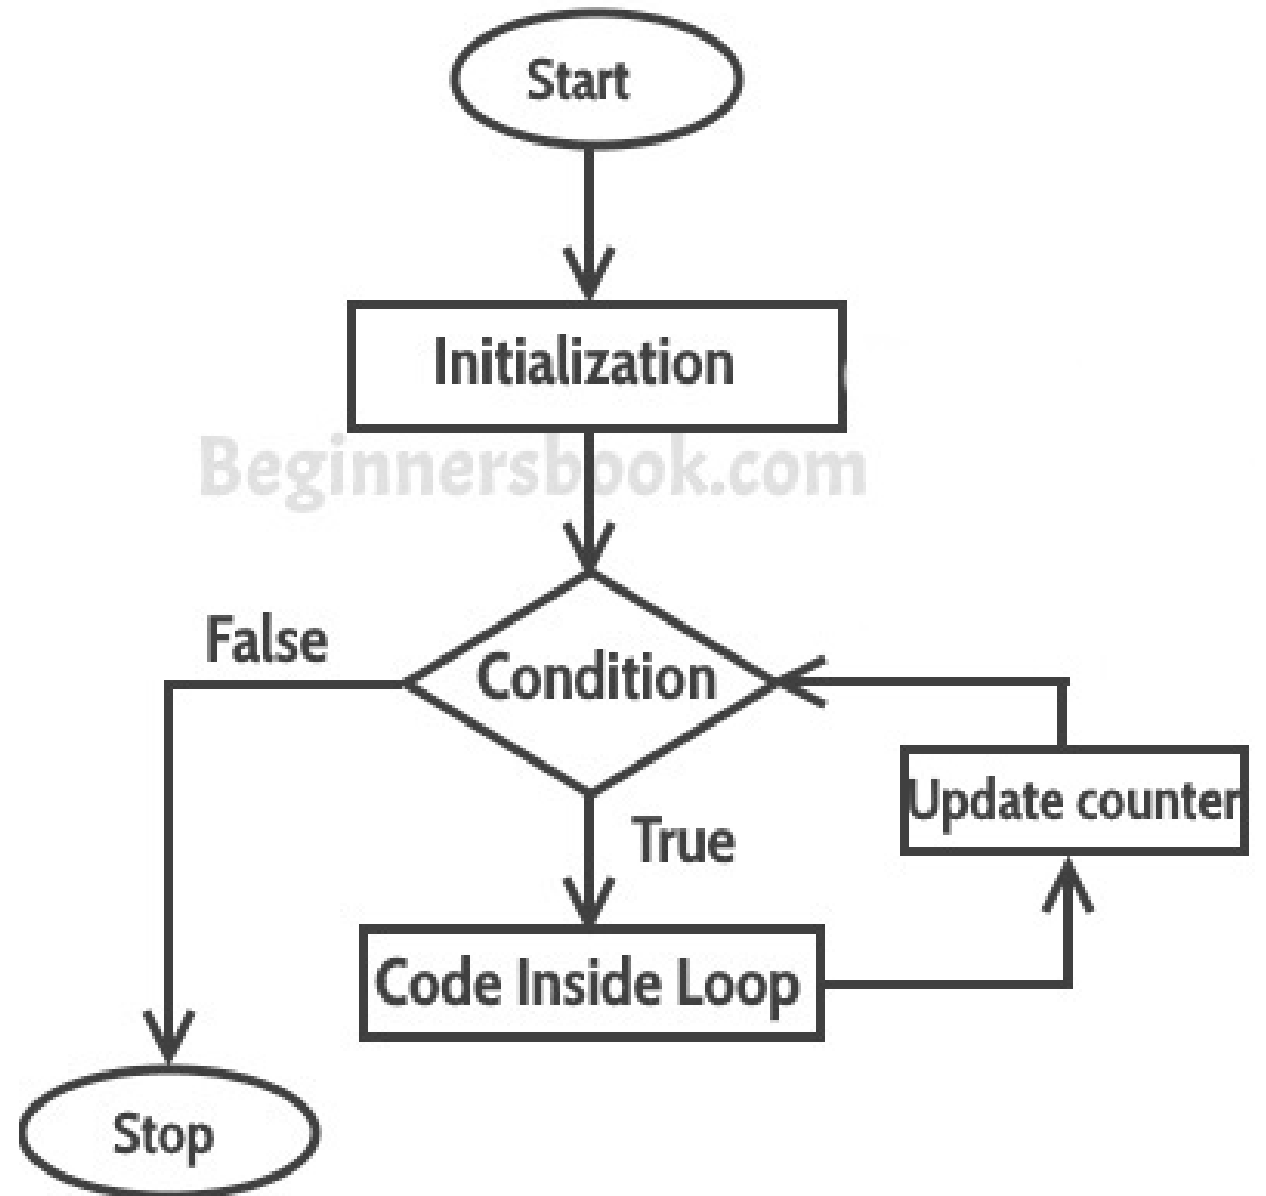 Start
Initialization
Beginnersbook.com
False
Condition
Update counter
True
Code Inside Loop
Stop